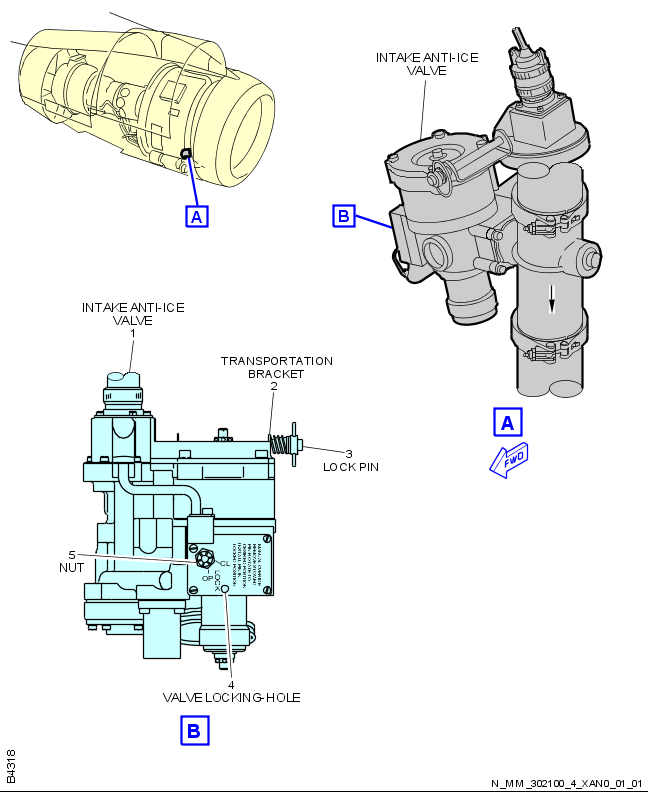 INTAKE ANTI-ICE
VALVE
A
B
INTAKE ANTI-ICE
VALVE
1
TRANSPORTATION
BRACKET
2
3
LOCK PIN
A
FWD
5
NUT
CL
OP
LOCK
4
VALVE LOCKING-HOLE
B
B4318
N_MM_302100_4_XAN0_01_01